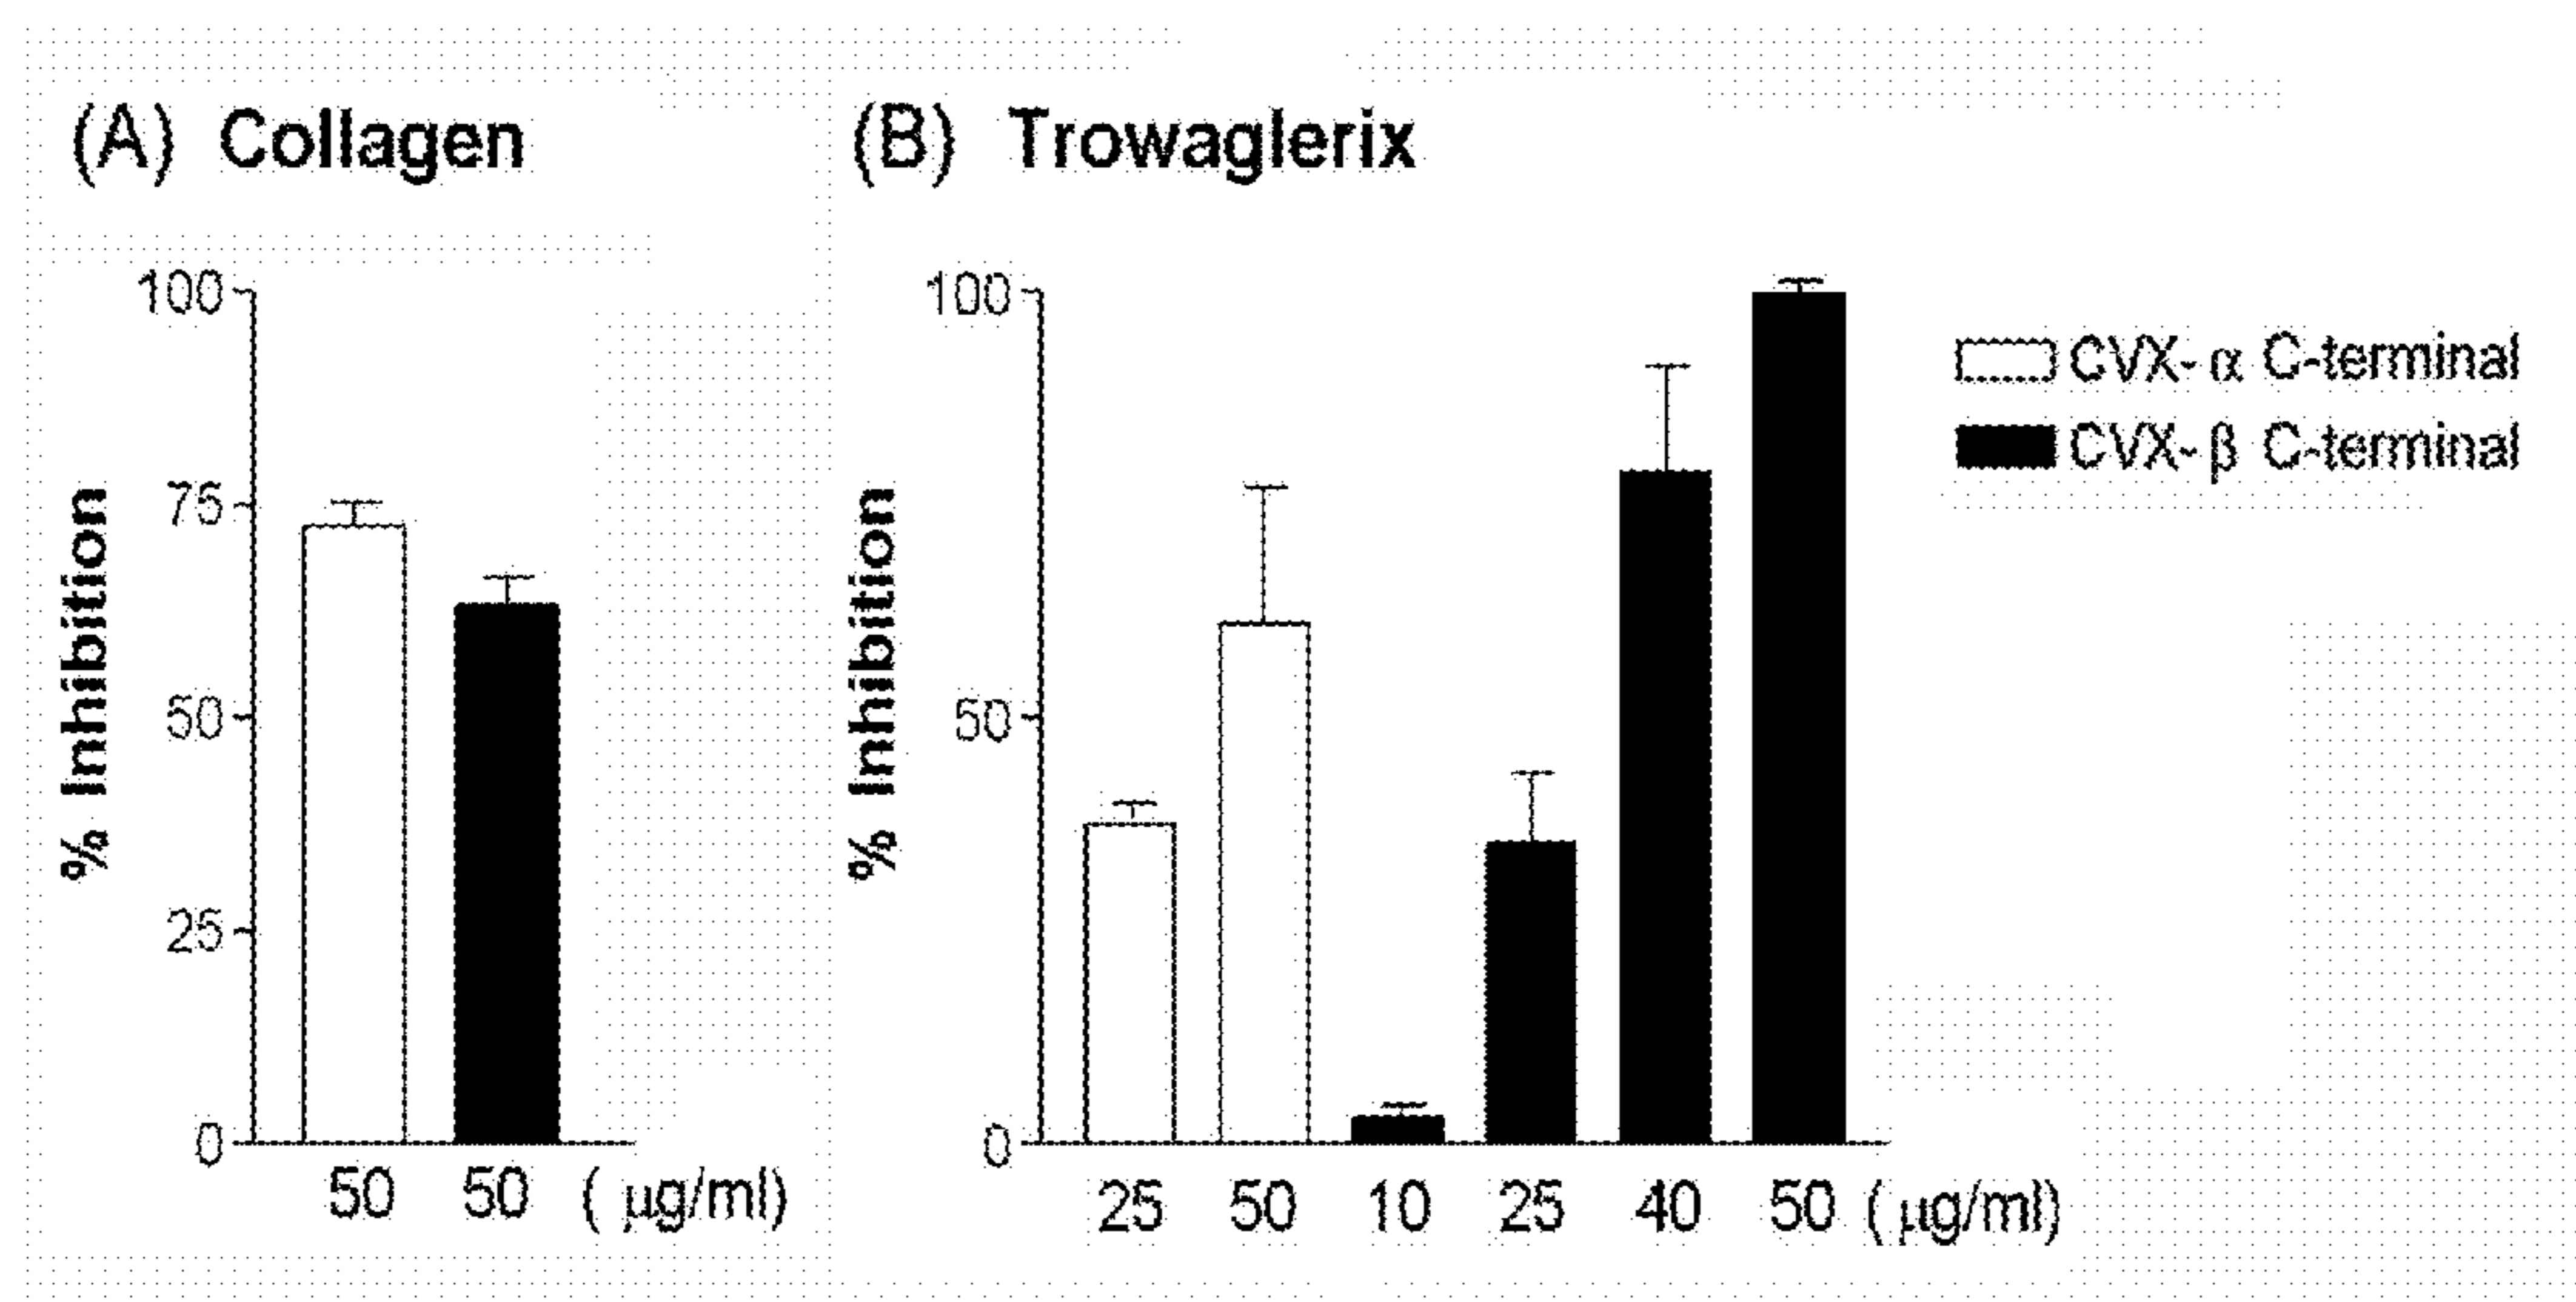 (A) Collagen
% Inhibition
100
75
50
25
0
50 50 ( µg/ml)
(B) Trowaglerix
% Inhibition
100
50
0
25 50 10 25 40 50 ( µg/ml)
CVX- α C-terminal
CVX- β C-terminal